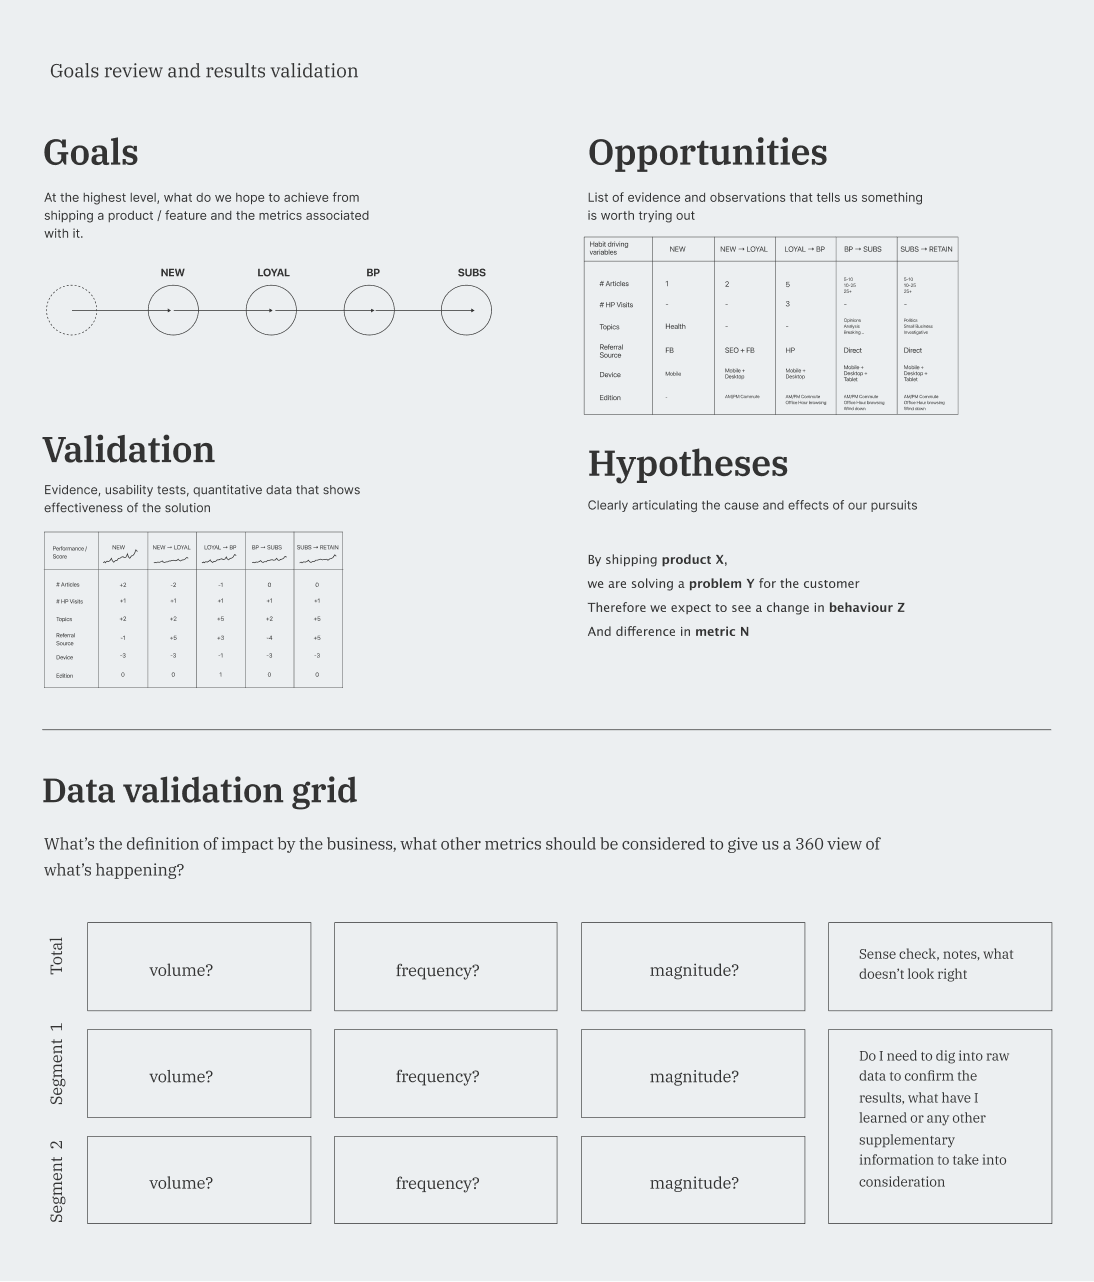 Goals review and results validation
Goals
At the highest level, what do we hope to achieve from
shipping a product / feature and the metrics associated
with it.
NEW LOYAL BP SUBS
Opportunities
List of evidence and observations that tells us something
is worth trying out
Habit driving
variables
NEW NEW → LOYAL LOYAL → BP BP → SUBS SUBS → RETAIN
# Articles 1 2 5
5-10
10-25
25+
5-10
10-25
25+
# HP Visits - - 3 - -
Topics Health - -
Opinions
Analysis
Breaking...
Politics
Small Business
Investigative
Referral
Source
FB SEO + FB HP Direct Direct
Device Mobile
Mobile +
Desktop
Mobile +
Desktop
Mobile +
Desktop +
Tablet
Mobile +
Desktop +
Tablet
Edition - AM/PM Commute
AM/PM Commute
Office Hour browsing
AM/PM Commute
Office Hour browsing
Wind down
AM/PM Commute
Office Hour browsing
Wind down
Validation
Evidence, usability tests, quantitative data that shows
effectiveness of the solution
Performance /
Score
NEW NEW → LOYAL LOYAL → BP BP → SUBS SUBS → RETAIN
# Articles +2 -2 -1 0 0
# HP Visits +1 +1 +1 +1 +1
Topics +2 +2 +5 +2 +5
Referral
Source
-1 +5 +3 -4 +5
Device -3 -3 -1 -3 -3
Edition 0 0 1 0 0
Hypotheses
Clearly articulating the cause and effects of our pursuits
By shipping product X,
we are solving a problem Y for the customer
Therefore we expect to see a change in behaviour Z
And difference in metric N
Data validation grid
What’s the definition of impact by the business, what other metrics should be considered to give us a 360 view of
what’s happening?
Total
volume? frequency? magnitude?
Sense check, notes, what
doesn’t look right
Segment 1
volume? frequency? magnitude?
Segment 2
volume? frequency? magnitude?
Do I need to dig into raw
data to confirm the
results, what have I
learned or any other
supplementary
information to take into
consideration